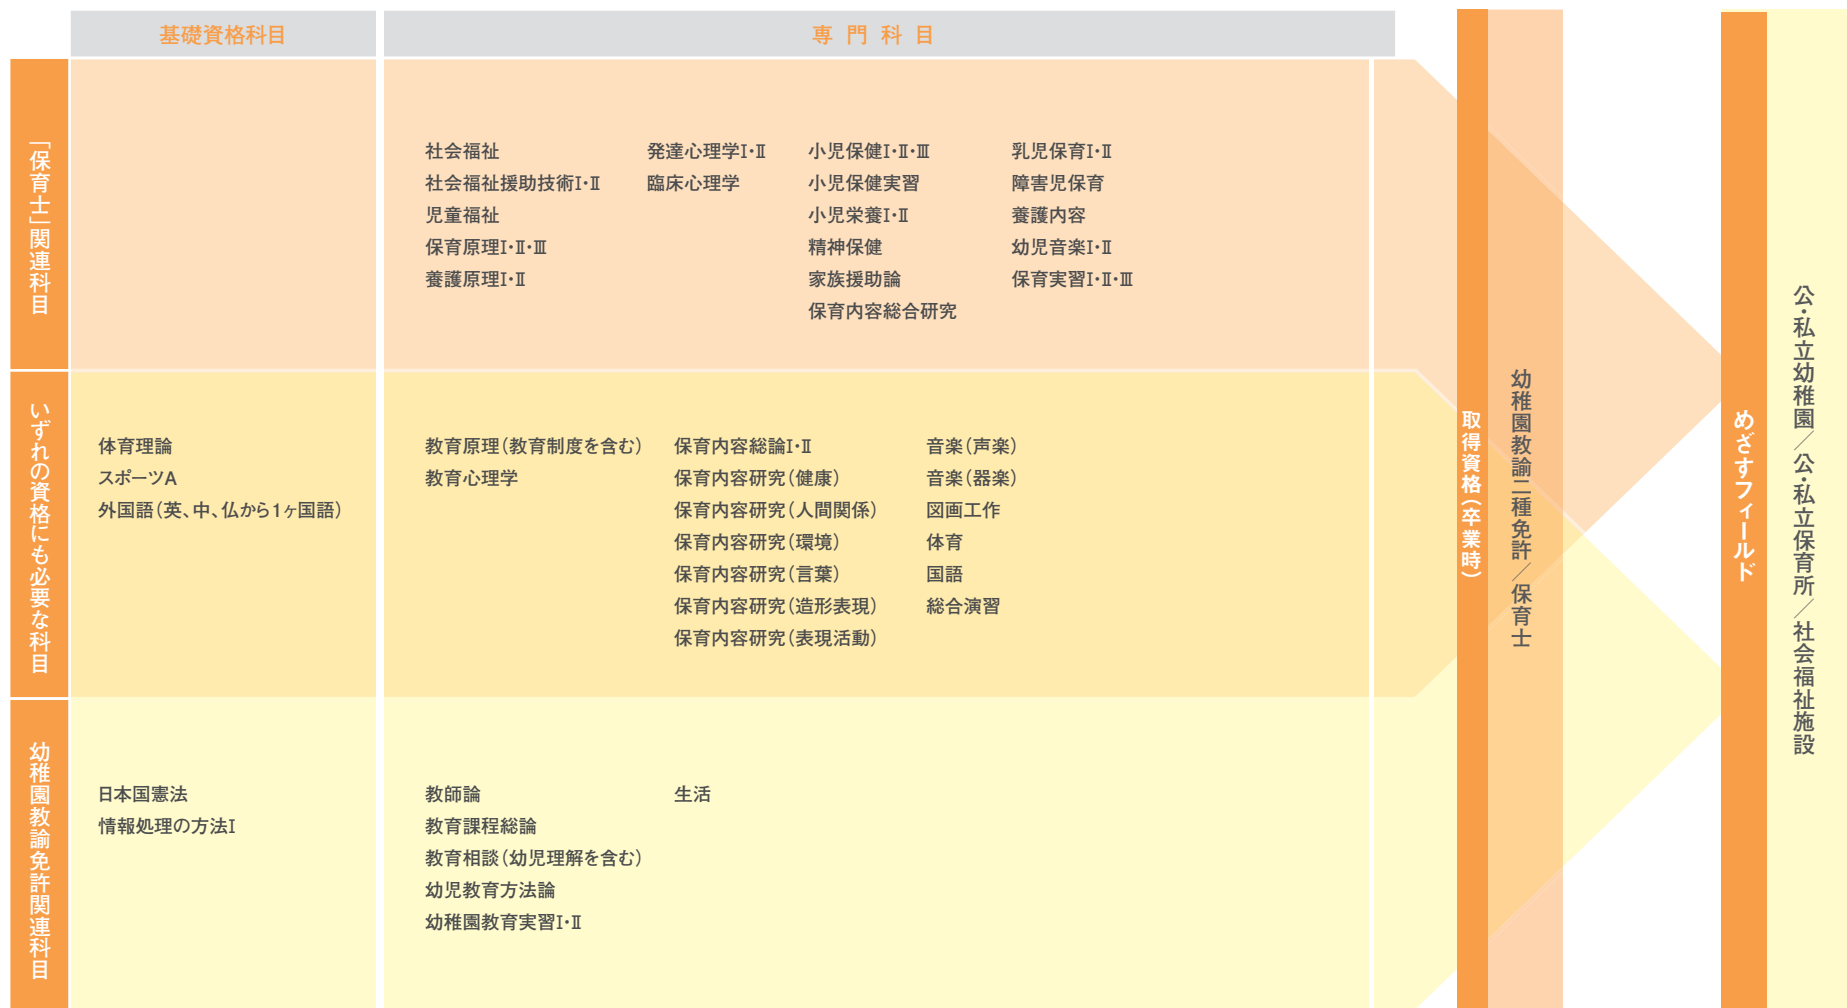 基礎資格科目
専門科目
「保育士」関連科目
社会福祉
社会福祉援助技術I・II
児童福祉
保育原理I・II・III
養護原理I・II
発達心理学I・II
臨床心理学
小児保健I・II・III
小児保健実習
小児栄養I・II
精神保健
家族援助論
保育内容総合研究
乳児保育I・II
障害児保育
養護内容
幼児音楽I・II
保育実習I・II・III
いずれの資格にも必要な科目
体育理論
スポーツA
外国語（英、中、仏から1ヶ国語）
教育原理（教育制度を含む）
教育心理学
保育内容総論I・II
保育内容研究（健康）
保育内容研究（人間関係）
保育内容研究（環境）
保育内容研究（言葉）
保育内容研究（造形表現）
保育内容研究（表現活動）
音楽（声楽）
音楽（器楽）
図画工作
体育
国語
総合演習
幼稚園教諭免許関連科目
日本国憲法
情報処理の方法I
教師論
教育課程総論
教育相談（幼児理解を含む）
幼児教育方法論
幼稚園教育実習I・II
生活
取得資格（卒業時）
幼稚園教諭二種免許／保育士
めざすフィールド
公・私立幼稚園／公・私立保育所／社会福祉施設